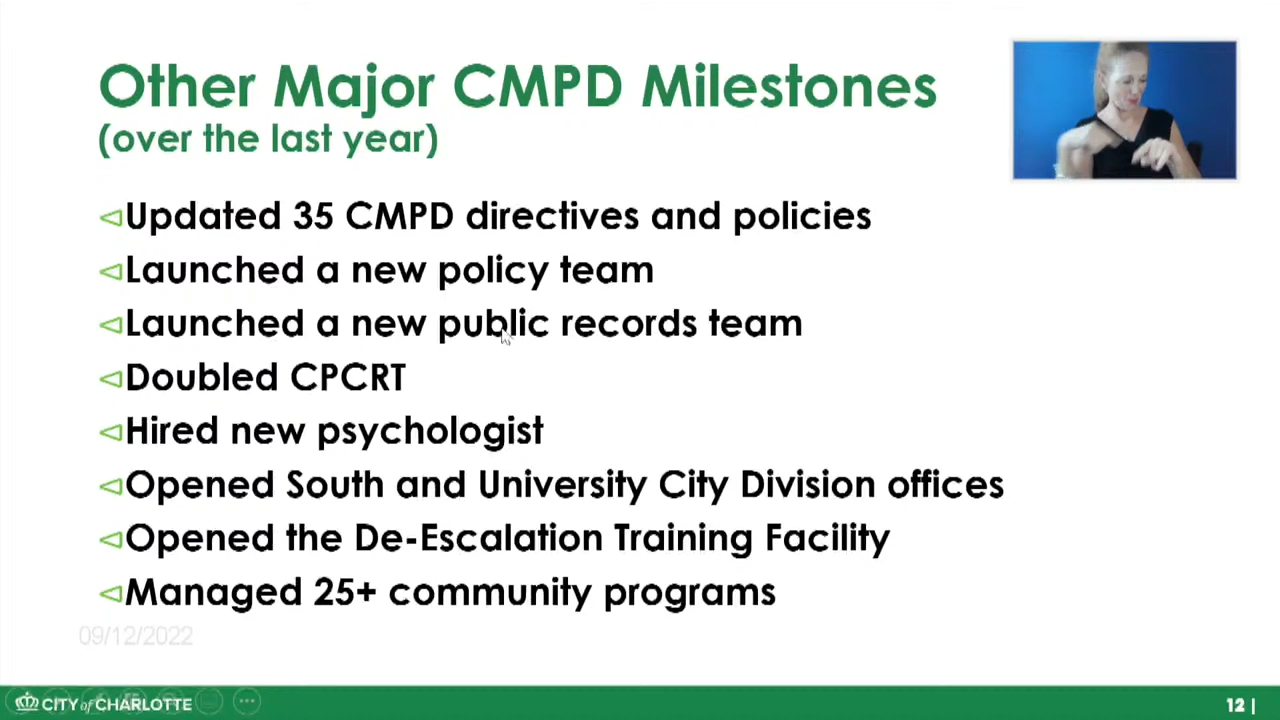 Other Major CMPD Milestones
(over the last year)
Updated 35 CMPD directives and policies
Launched a new policy team
Launched a new public records team
Doubled CPCRT
Hired new psychologist
Opened South and University City Division offices
Opened the De-Escalation Training Facility
Managed 25+ community programs
09/12/2022
CITY of CHARLOTTE
12 |